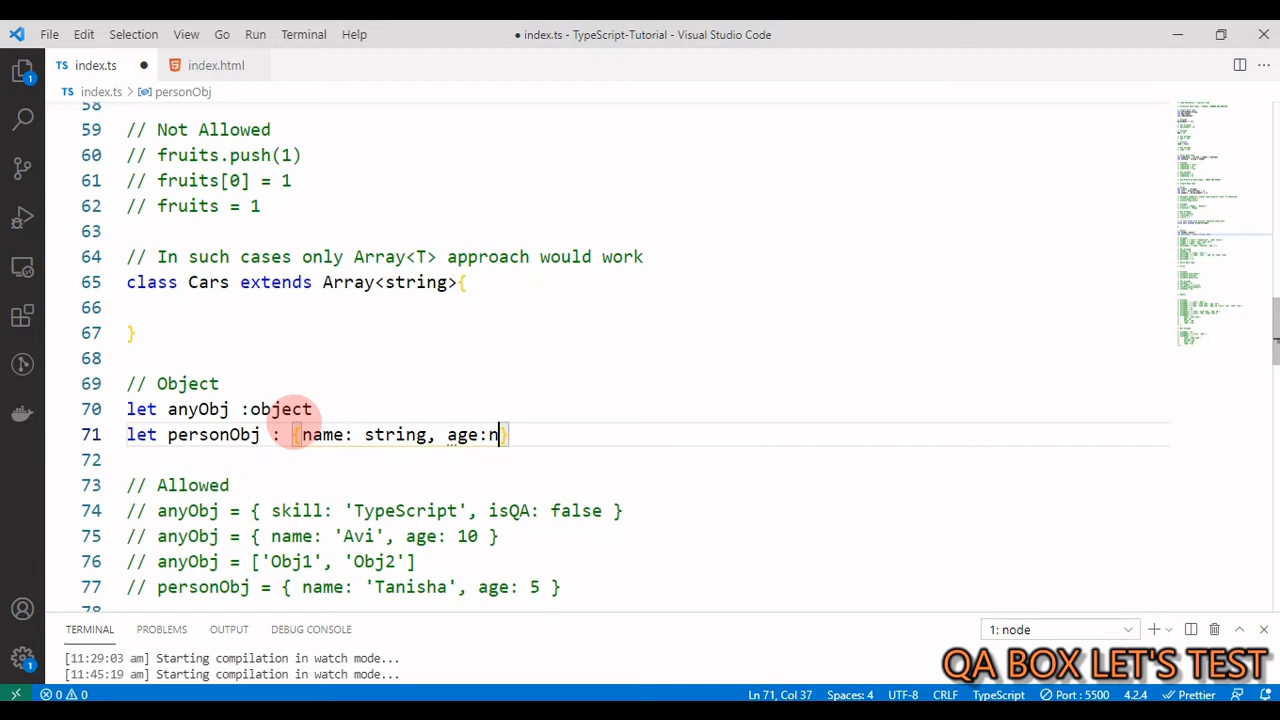 File Edit Selection View Go Run Terminal Help
● index.ts - TypeScript-Tutorial - Visual Studio Code
TS index.ts ● index.html
TS index.ts > personObj
58
59 // Not Allowed
60 // fruits.push(1)
61 // fruits[0] = 1
62 // fruits = 1
63
64 // In such cases only Array<T> approach would work
65 class Cars extends Array<string>{
66
67 }
68
69 // Object
70 let anyObj :object
71 let personObj : {name: string, age:n}
72
73 // Allowed
74 // anyObj = { skill: 'TypeScript', isQA: false }
75 // anyObj = { name: 'Avi', age: 10 }
76 // anyObj = ['Obj1', 'Obj2']
77 // personObj = { name: 'Tanisha', age: 5 }
78
TERMINAL PROBLEMS OUTPUT DEBUG CONSOLE
1: node
[11:29:03 am] Starting compilation in watch mode...
[11:45:19 am] Starting compilation in watch mode...
QA BOX LET'S TEST
0 0
Ln 71, Col 37 Spaces: 4 UTF-8 CRLF TypeScript Port : 5500 4.2.4 Prettier
1
1